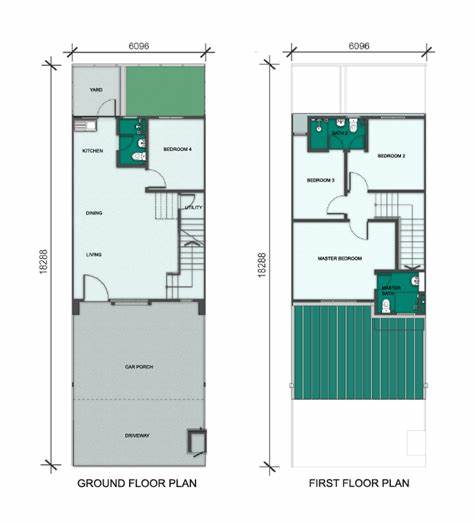 6096
18288
YARD
KITCHEN
BEDROOM 4
DINING
UTILITY
LIVING
CAR PORCH
DRIVEWAY
GROUND FLOOR PLAN
6096
18288
BATH 2
BEDROOM 2
BEDROOM 3
MASTER BEDROOM
MASTER
BATH
FIRST FLOOR PLAN